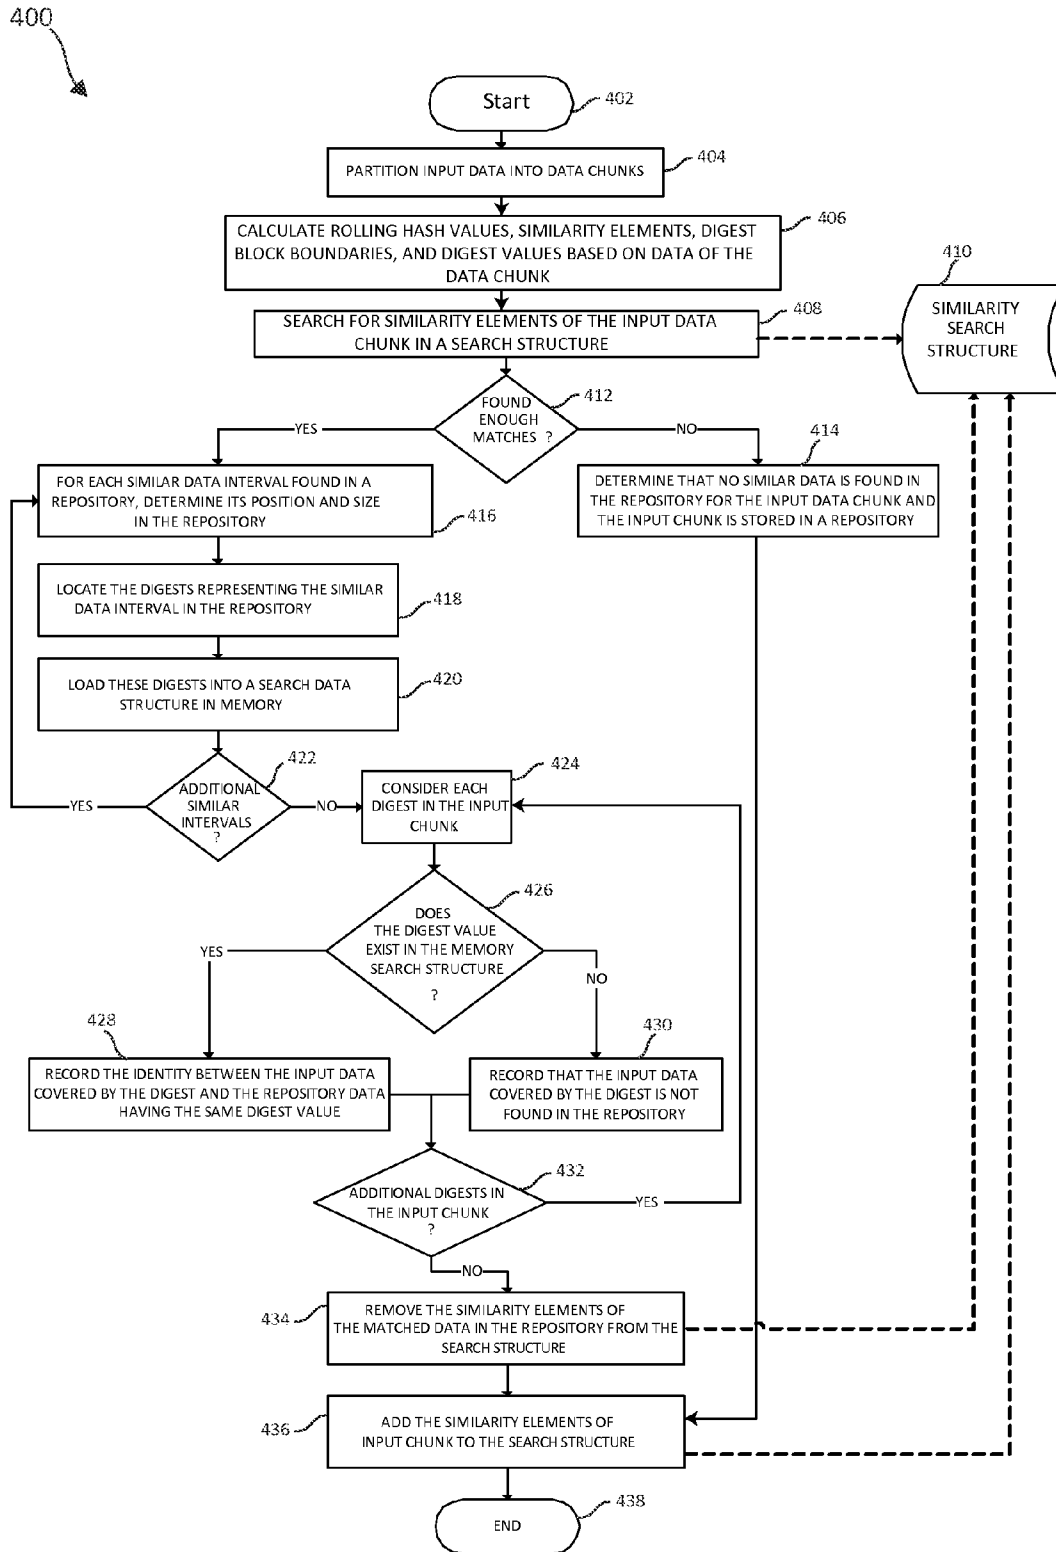 400
Start
402
PARTITION INPUT DATA INTO DATA CHUNKS
404
CALCULATE ROLLING HASH VALUES, SIMILARITY ELEMENTS, DIGEST
BLOCK BOUNDARIES, AND DIGEST VALUES BASED ON DATA OF THE
DATA CHUNK
406
410
SIMILARITY
SEARCH
STRUCTURE
SEARCH FOR SIMILARITY ELEMENTS OF THE INPUT DATA
CHUNK IN A SEARCH STRUCTURE
408
FOUND
ENOUGH
MATCHES ?
412
YES
NO
414
FOR EACH SIMILAR DATA INTERVAL FOUND IN A
REPOSITORY, DETERMINE ITS POSITION AND SIZE
IN THE REPOSITORY
416
DETERMINE THAT NO SIMILAR DATA IS FOUND IN
THE REPOSITORY FOR THE INPUT DATA CHUNK AND
THE INPUT CHUNK IS STORED IN A REPOSITORY
LOCATE THE DIGESTS REPRESENTING THE SIMILAR
DATA INTERVAL IN THE REPOSITORY
418
LOAD THESE DIGESTS INTO A SEARCH DATA
STRUCTURE IN MEMORY
420
ADDITIONAL
SIMILAR
INTERVALS
?
422
YES
NO
CONSIDER EACH
DIGEST IN THE INPUT
CHUNK
424
DOES
THE DIGEST VALUE
EXIST IN THE MEMORY
SEARCH STRUCTURE
?
426
YES
NO
428
RECORD THE IDENTITY BETWEEN THE INPUT DATA
COVERED BY THE DIGEST AND THE REPOSITORY DATA
HAVING THE SAME DIGEST VALUE
430
RECORD THAT THE INPUT DATA
COVERED BY THE DIGEST IS NOT
FOUND IN THE REPOSITORY
ADDITIONAL DIGESTS IN
THE INPUT CHUNK
?
432
YES
NO
434
REMOVE THE SIMILARITY ELEMENTS OF
THE MATCHED DATA IN THE REPOSITORY FROM THE
SEARCH STRUCTURE
436
ADD THE SIMILARITY ELEMENTS OF
INPUT CHUNK TO THE SEARCH STRUCTURE
END
438